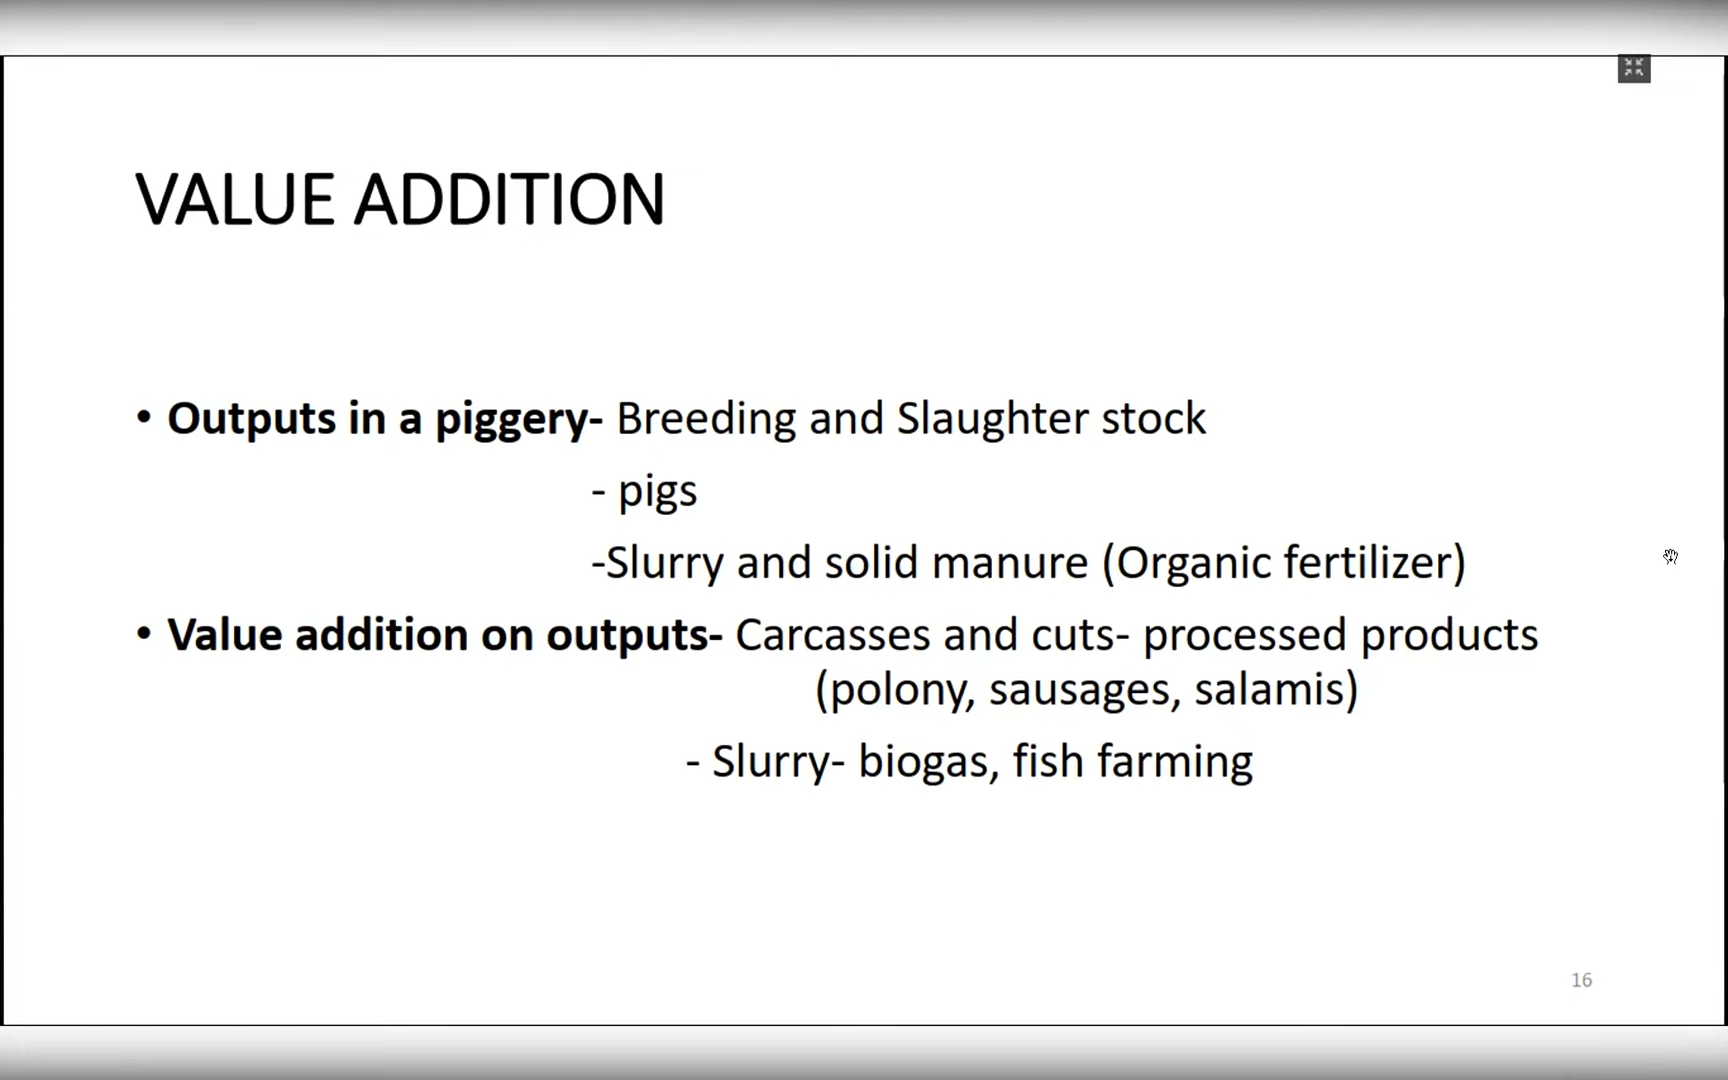 VALUE ADDITION
• Outputs in a piggery- Breeding and Slaughter stock
- pigs
-Slurry and solid manure (Organic fertilizer)
• Value addition on outputs- Carcasses and cuts- processed products
(polony, sausages, salamis)
- Slurry- biogas, fish farming
16